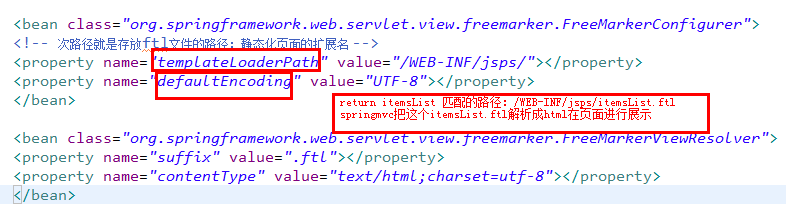 <bean class="org.springframework.web.servlet.view.freemarker.FreeMarkerConfigurer">
<!-- 次路径就是存放ftl文件的路径；静态化页面的扩展名 -->
<property name="templateLoaderPath" value="/WEB-INF/jsps/"></property>
<property name="defaultEncoding" value="UTF-8"></property>
</bean>
return itemsList 匹配的路径：/WEB-INF/jsps/itemsList.ftl
springmvc把这个itemsList.ftl解析成html在页面进行展示
<bean class="org.springframework.web.servlet.view.freemarker.FreeMarkerViewResolver">
<property name="suffix" value=".ftl"></property>
<property name="contentType" value="text/html;charset=utf-8"></property>
</bean>